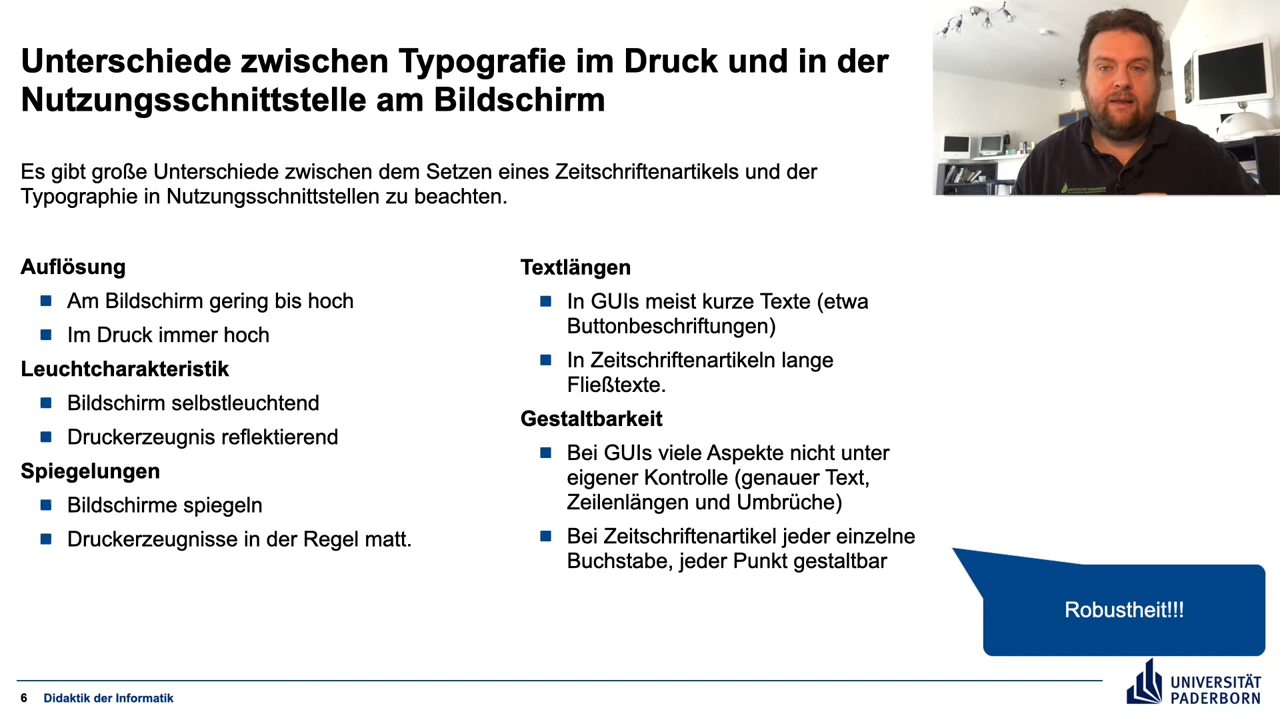 Unterschiede zwischen Typografie im Druck und in der
Nutzungsschnittstelle am Bildschirm
Es gibt große Unterschiede zwischen dem Setzen eines Zeitschriftenartikels und der
Typographie in Nutzungsschnittstellen zu beachten.
Auflösung
Am Bildschirm gering bis hoch
Im Druck immer hoch
Leuchtcharakteristik
Bildschirm selbstleuchtend
Druckerzeugnis reflektierend
Spiegelungen
Bildschirme spiegeln
Druckerzeugnisse in der Regel matt.
Textlängen
In GUIs meist kurze Texte (etwa
Buttonbeschriftungen)
In Zeitschriftenartikeln lange
Fließtexte.
Gestaltbarkeit
Bei GUIs viele Aspekte nicht unter
eigener Kontrolle (genauer Text,
Zeilenlängen und Umbrüche)
Bei Zeitschriftenartikel jeder einzelne
Buchstabe, jeder Punkt gestaltbar
Robustheit!!!
6 Didaktik der Informatik
UNIVERSITÄT
PADERBORN